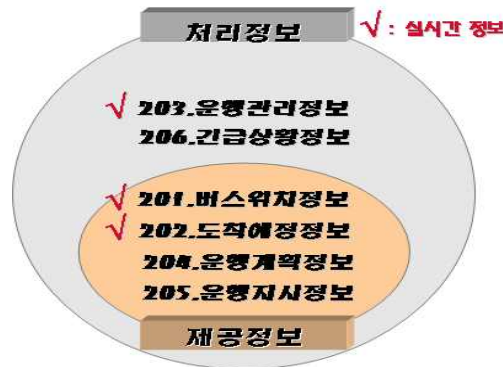 처리정보
√ : 실시간 정보
√ 203.운행관리정보
206.긴급상황정보
√ 201.버스위치정보
√ 202.도착예정정보
204.운행계획정보
205.운행지시정보
제공정보